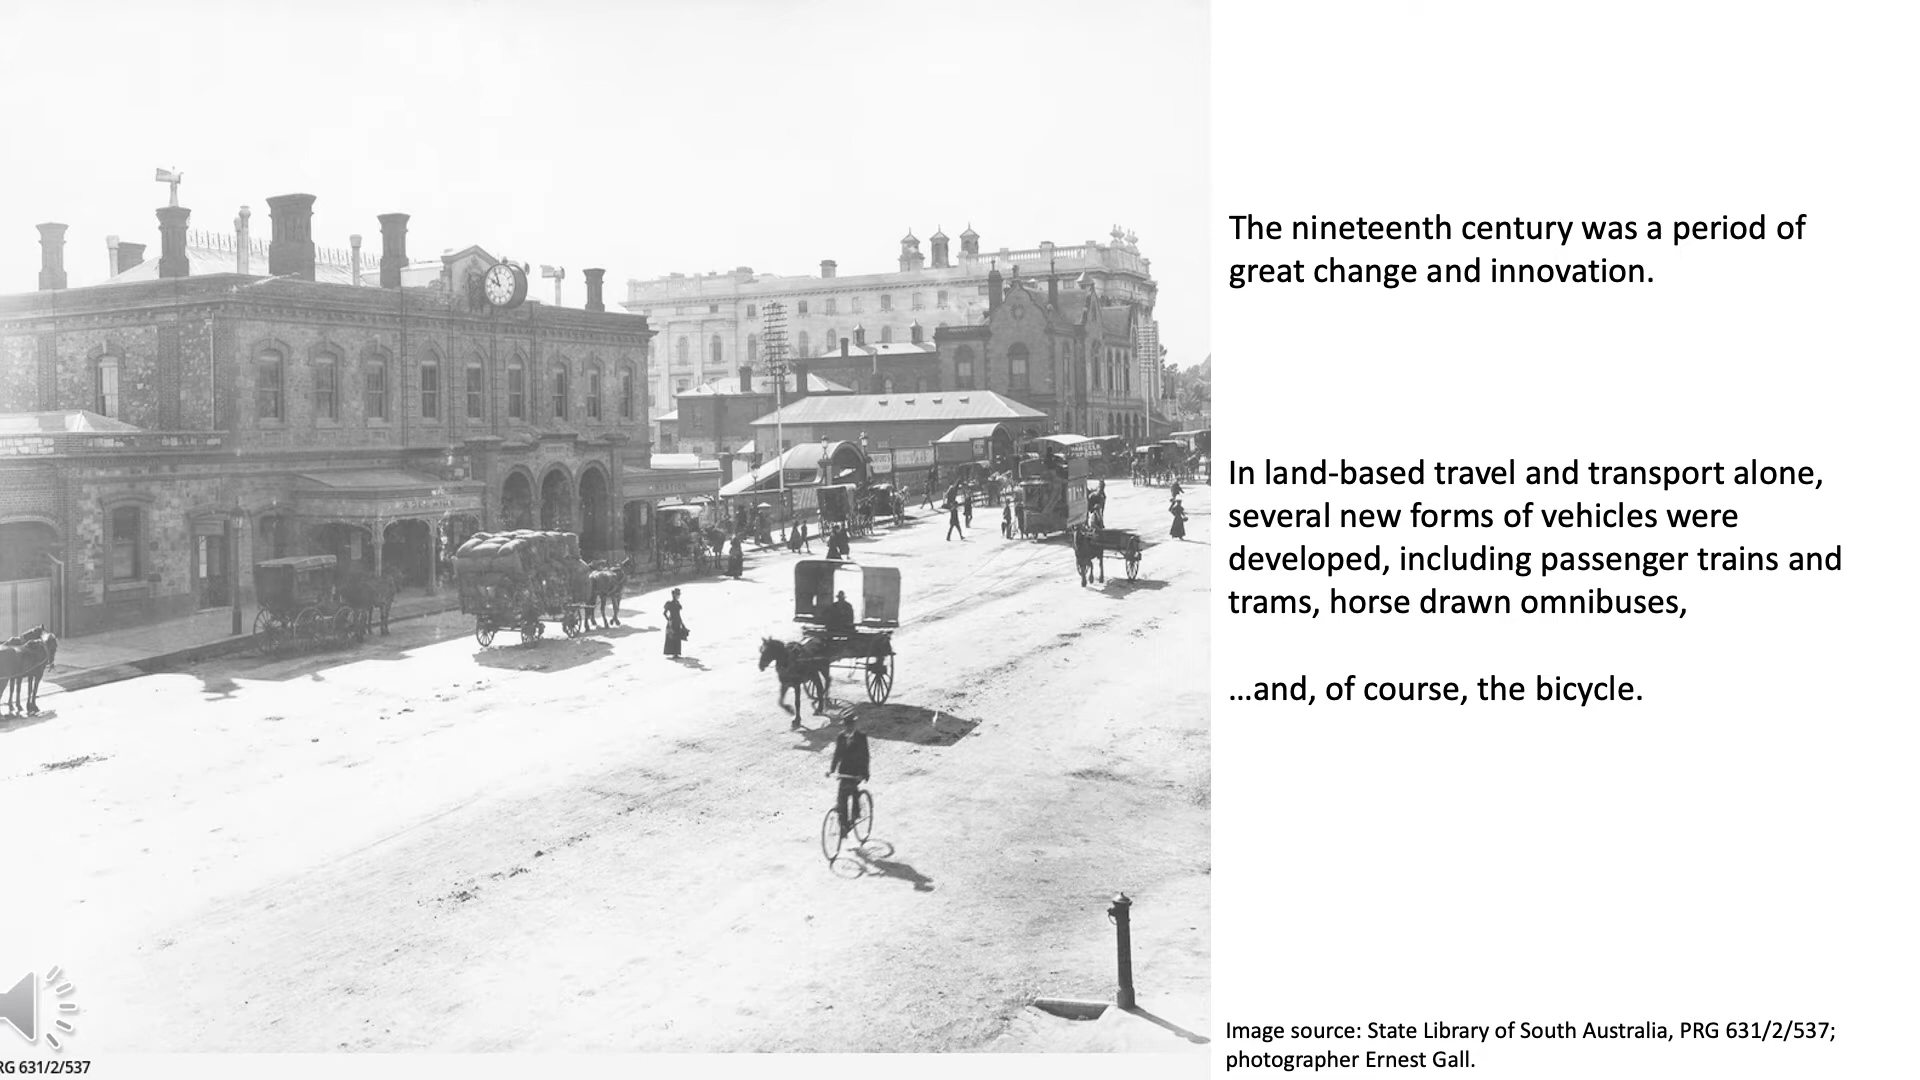 The nineteenth century was a period of
great change and innovation.
In land-based travel and transport alone,
several new forms of vehicles were
developed, including passenger trains and
trams, horse drawn omnibuses,
…and, of course, the bicycle.
Image source: State Library of South Australia, PRG 631/2/537;
photographer Ernest Gall.
RG 631/2/537